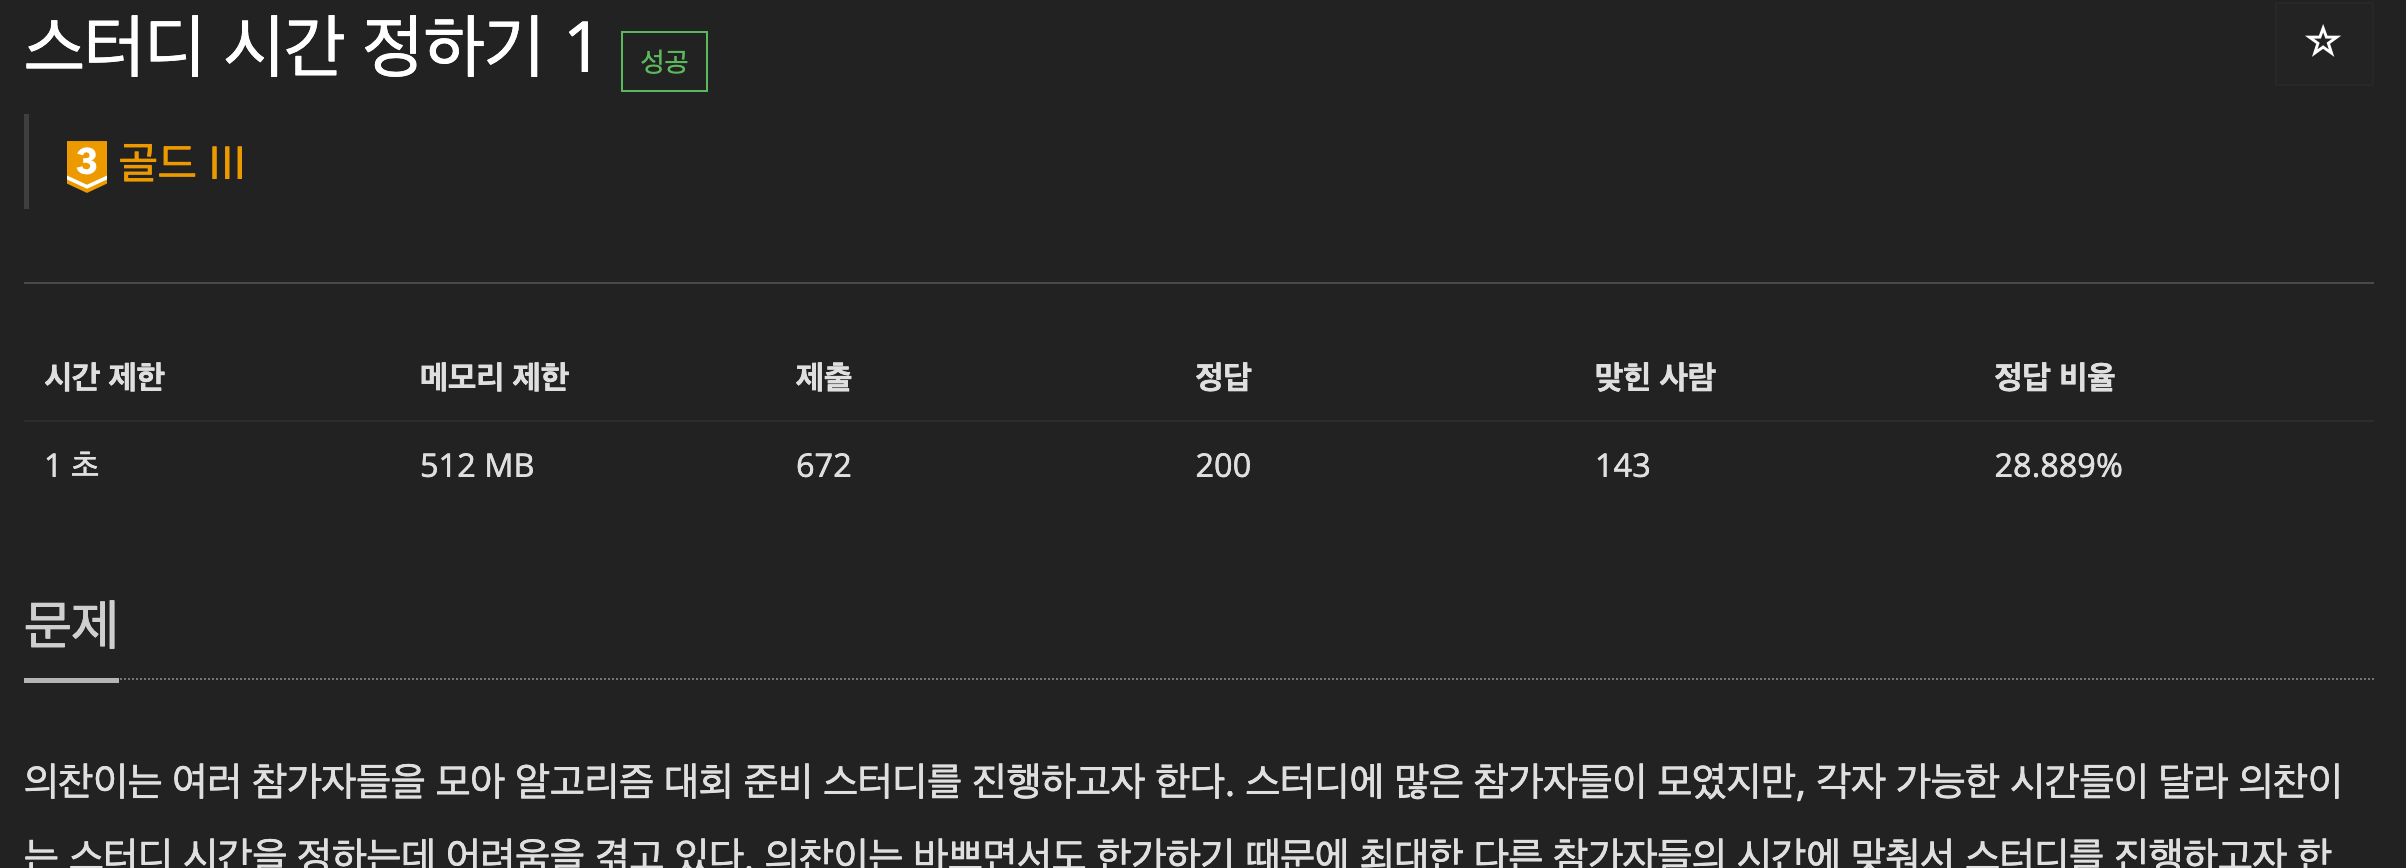 스터디 시간 정하기 1 성공
3 골드 III
시간 제한 메모리 제한 제출 정답 맞힌 사람 정답 비율
1 초 512 MB 672 200 143 28.889%
문제
의찬이는 여러 참가자들을 모아 알고리즘 대회 준비 스터디를 진행하고자 한다. 스터디에 많은 참가자들이 모였지만, 각자 가능한 시간들이 달라 의찬이
는 스터디 시간을 정하는데 어려움을 겪고 있다. 의찬이는 바쁘면서도 한가하기 때문에 최대한 다른 참가자들의 시간에 맞춰서 스터디를 진행하고자 한